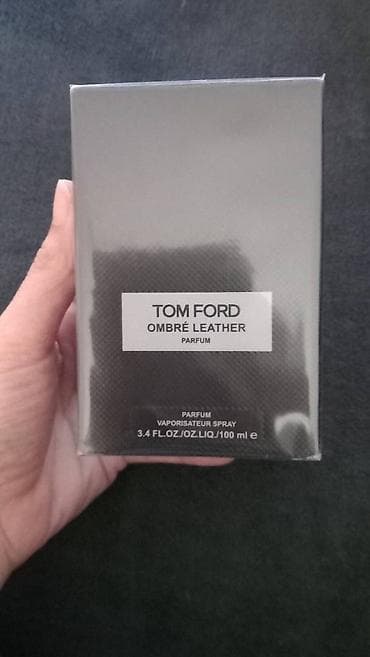 TOM FORD
OMBRÉ LEATHER
PARFUM
PARFUM
VAPORISATEUR SPRAY
3.4 FL.OZ./OZ.LIQ./100 ml e